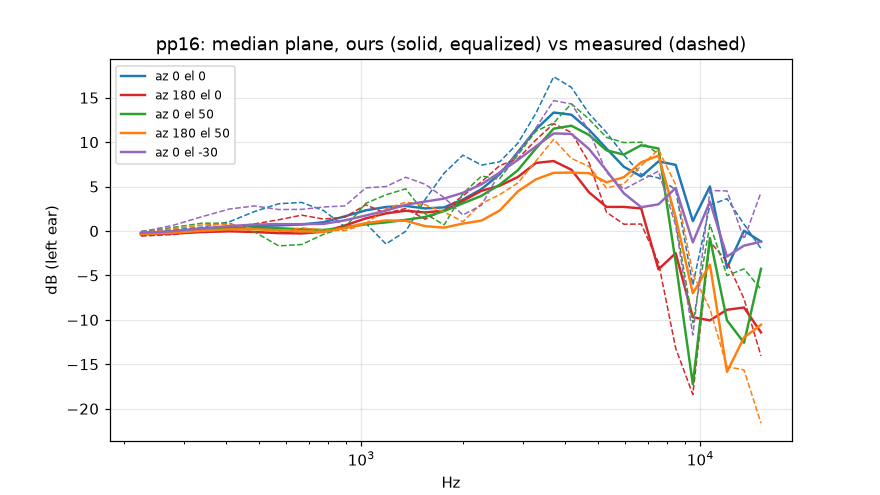 pp16: median plane, ours (solid, equalized) vs measured (dashed)
az 0 el 0
az 180 el 0
az 0 el 50
az 180 el 50
az 0 el -30
dB (left ear)
15
10
5
0
−5
−10
−15
−20
10³
10⁴
Hz